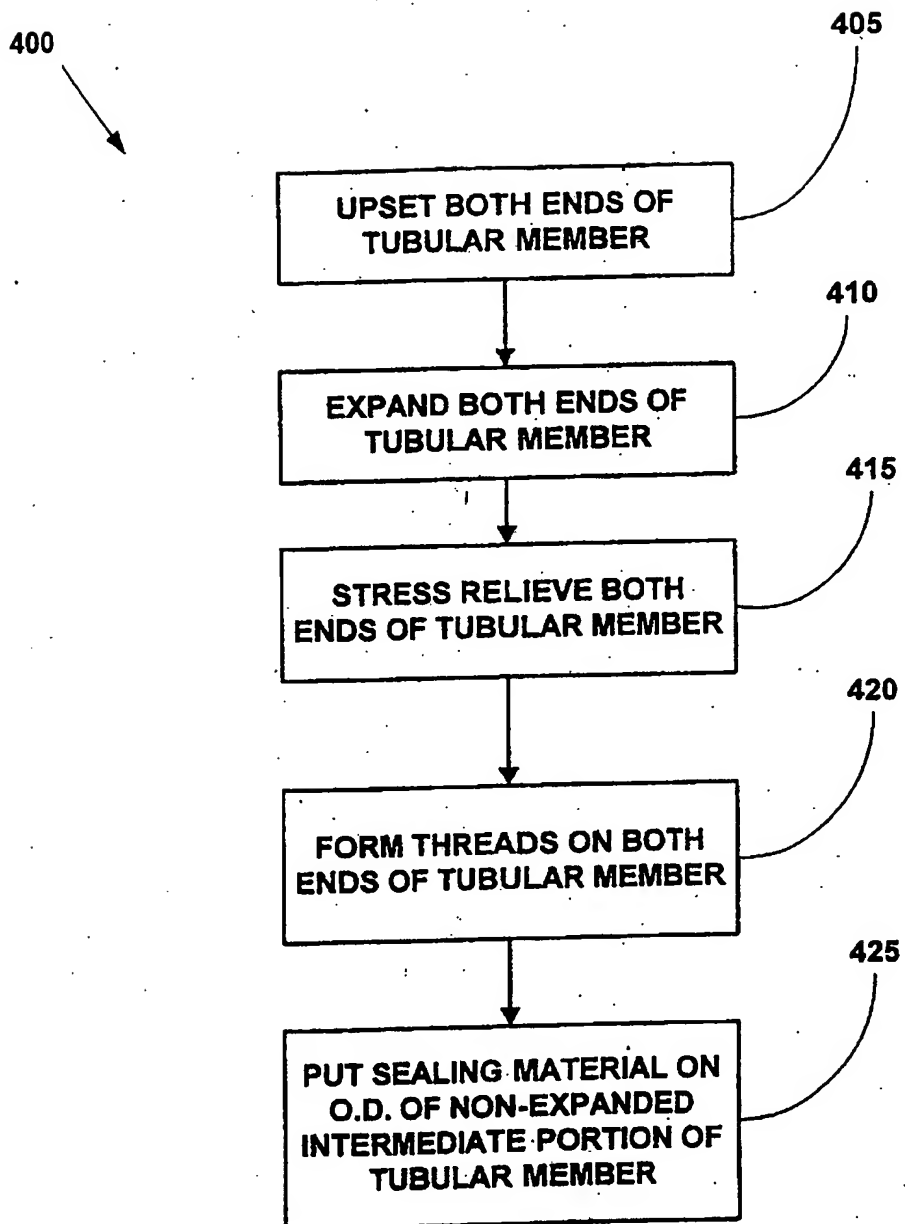 400
405
UPSET BOTH ENDS OF
TUBULAR MEMBER
410
EXPAND BOTH ENDS OF
TUBULAR MEMBER
415
STRESS RELIEVE BOTH
ENDS OF TUBULAR MEMBER
420
FORM THREADS ON BOTH
ENDS OF TUBULAR MEMBER
425
PUT SEALING MATERIAL ON
O.D. OF NON-EXPANDED
INTERMEDIATE PORTION OF
TUBULAR MEMBER